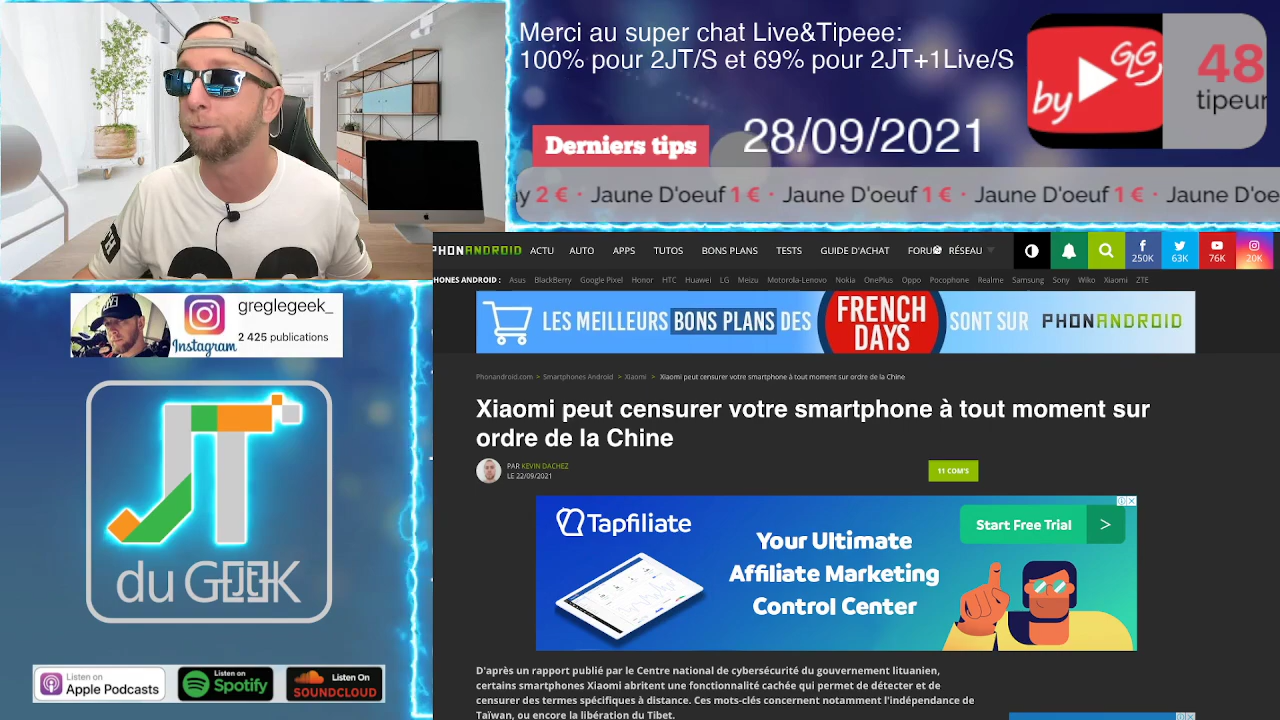 Merci au super chat Live&Tipeee:
100% pour 2JT/S et 69% pour 2JT+1Live/S
by GLG
48
tipeur
Derniers tips
28/09/2021
y 2 € · Jaune D'oeuf 1 € · Jaune D'oeuf 1 € · Jaune D'oeuf 1 € · Jaune D'oe
PHONANDROID ACTU AUTO APPS TUTOS BONS PLANS TESTS GUIDE D'ACHAT FORUM RÉSEAU
250K 63K 76K 20K
HONES ANDROID : Asus BlackBerry Google Pixel Honor HTC Huawei LG Meizu Motorola-Lenovo Nokia OnePlus Oppo Pocophone Realme Samsung Sony Wiko Xiaomi ZTE
LES MEILLEURS BONS PLANS DES FRENCH DAYS SONT SUR PHONANDROID
Phonandroid.com > Smartphones Android > Xiaomi > Xiaomi peut censurer votre smartphone à tout moment sur ordre de la Chine
Xiaomi peut censurer votre smartphone à tout moment sur
ordre de la Chine
PAR KEVIN DACHEZ
LE 22/09/2021
11 COM'S
Tapfiliate
Your Ultimate
Affiliate Marketing
Control Center
Start Free Trial >
D'après un rapport publié par le Centre national de cybersécurité du gouvernement lituanien,
certains smartphones Xiaomi abritent une fonctionnalité cachée qui permet de détecter et de
censurer des termes spécifiques à distance. Ces mots-clés concernent notamment l'indépendance de
Taïwan, ou encore la libération du Tibet.
greglegeek_
Instagram
2 425 publications
JT
du GEEK
Listen on
Apple Podcasts
Listen on
Spotify
Listen On
SOUNDCLOUD